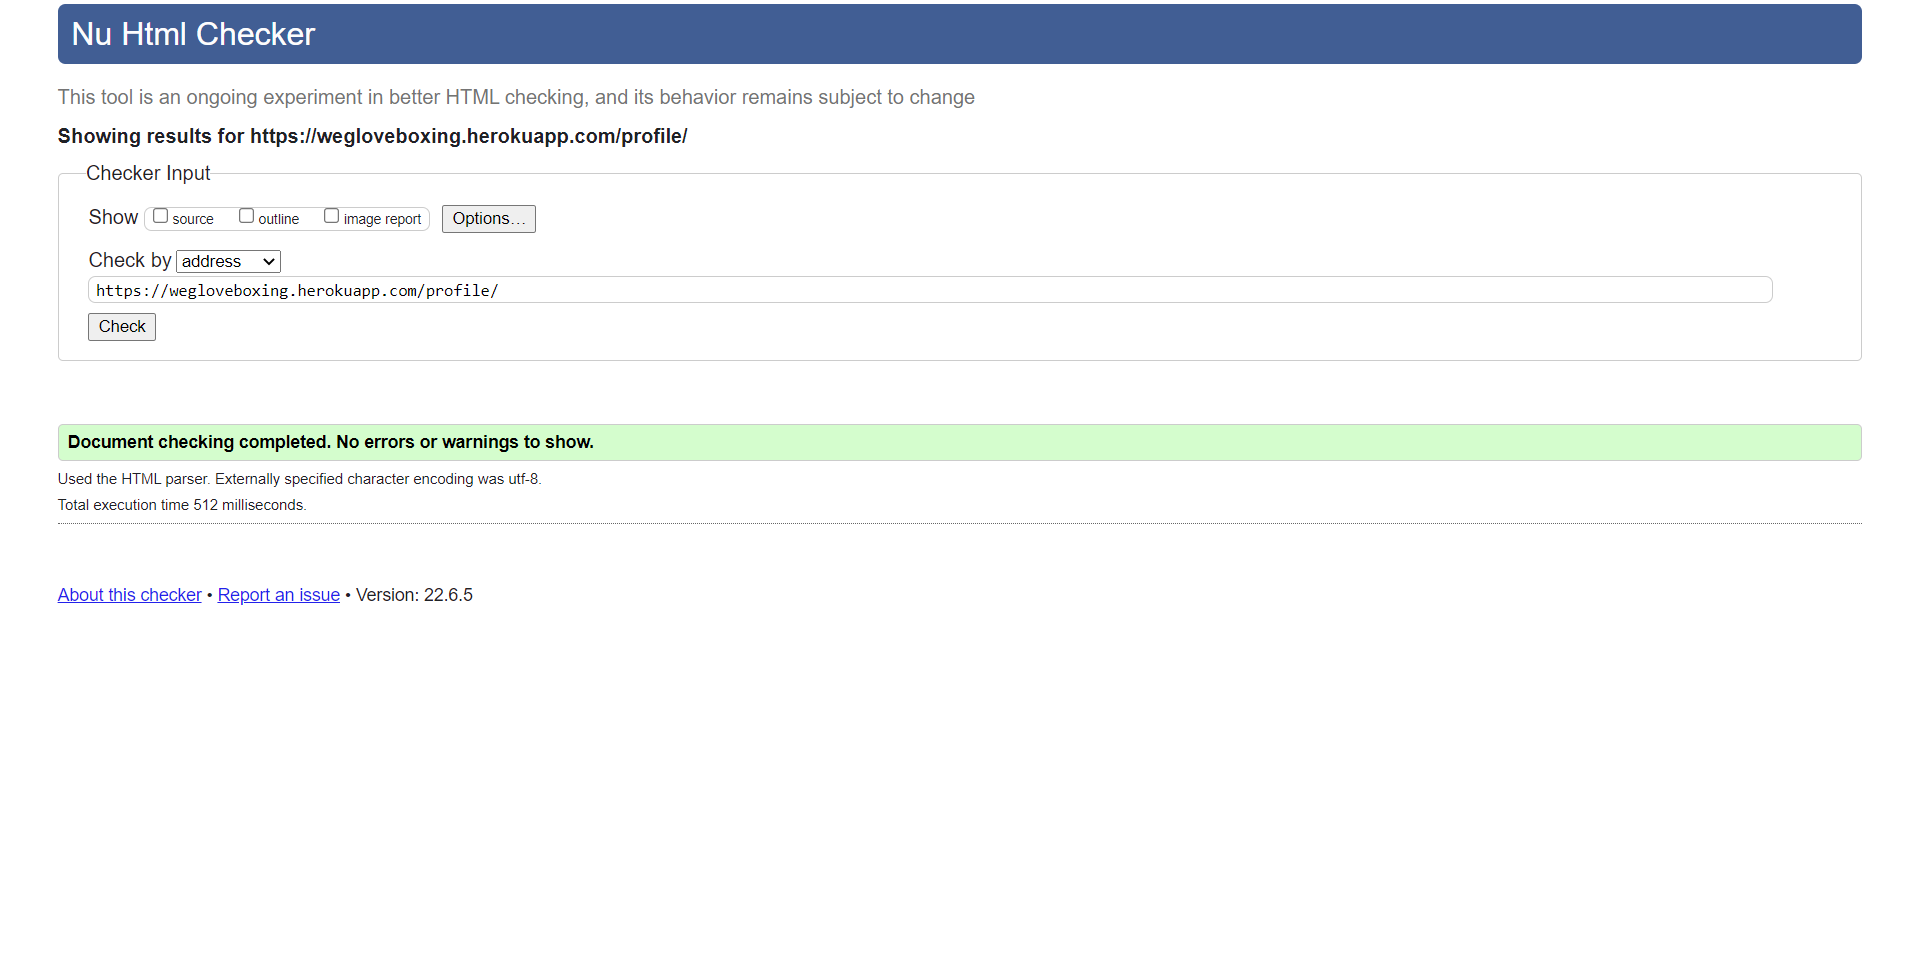 Nu Html Checker
This tool is an ongoing experiment in better HTML checking, and its behavior remains subject to change
Showing results for https://wegloveboxing.herokuapp.com/profile/
Checker Input
Show source outline image report Options…
Check by address
https://wegloveboxing.herokuapp.com/profile/
Check
Document checking completed. No errors or warnings to show.
Used the HTML parser. Externally specified character encoding was utf-8.
Total execution time 512 milliseconds.
About this checker • Report an issue • Version: 22.6.5